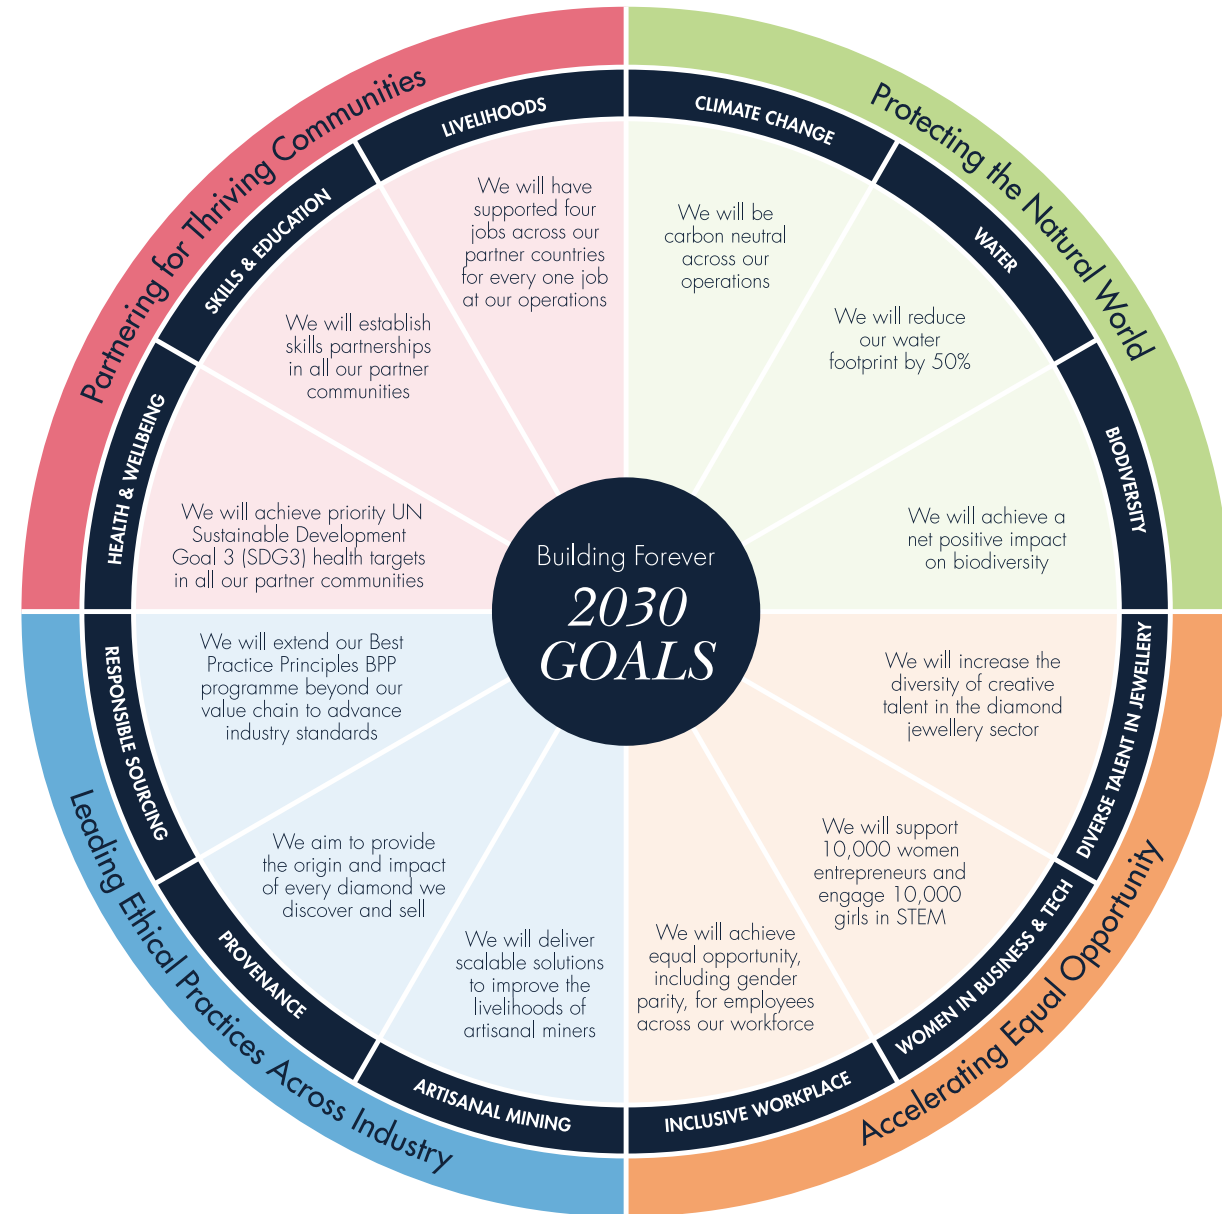 Building Forever
2030
GOALS
Protecting the Natural World
CLIMATE CHANGE
We will be
carbon neutral
across our
operations
WATER
We will reduce
our water
footprint by 50%
BIODIVERSITY
We will achieve a
net positive impact
on biodiversity
Accelerating Equal Opportunity
DIVERSE TALENT IN JEWELLERY
We will increase the
diversity of creative
talent in the diamond
jewellery sector
WOMEN IN BUSINESS & TECH
We will support
10,000 women
entrepreneurs and
engage 10,000
girls in STEM
INCLUSIVE WORKPLACE
We will achieve
equal opportunity,
including gender
parity, for employees
across our workforce
Leading Ethical Practices Across Industry
ARTISANAL MINING
We will deliver
scalable solutions
to improve the
livelihoods of
artisanal miners
PROVENANCE
We aim to provide
the origin and impact
of every diamond we
discover and sell
RESPONSIBLE SOURCING
We will extend our Best
Practice Principles BPP
programme beyond our
value chain to advance
industry standards
Partnering for Thriving Communities
HEALTH & WELLBEING
We will achieve priority UN
Sustainable Development
Goal 3 (SDG3) health targets
in all our partner communities
SKILLS & EDUCATION
We will establish
skills partnerships
in all our partner
communities
LIVELIHOODS
We will have
supported four
jobs across our
partner countries
for every one job
at our operations